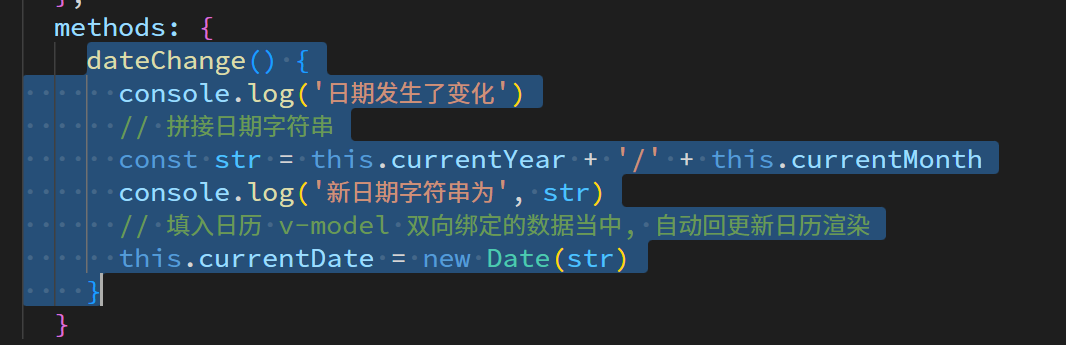 },
methods: {
dateChange() {
console.log('日期发生了变化')
// 拼接日期字符串
const str = this.currentYear + '/' + this.currentMonth
console.log('新日期字符串为', str)
// 填入日历 v-model 双向绑定的数据当中, 自动回更新日历渲染
this.currentDate = new Date(str)
}
}